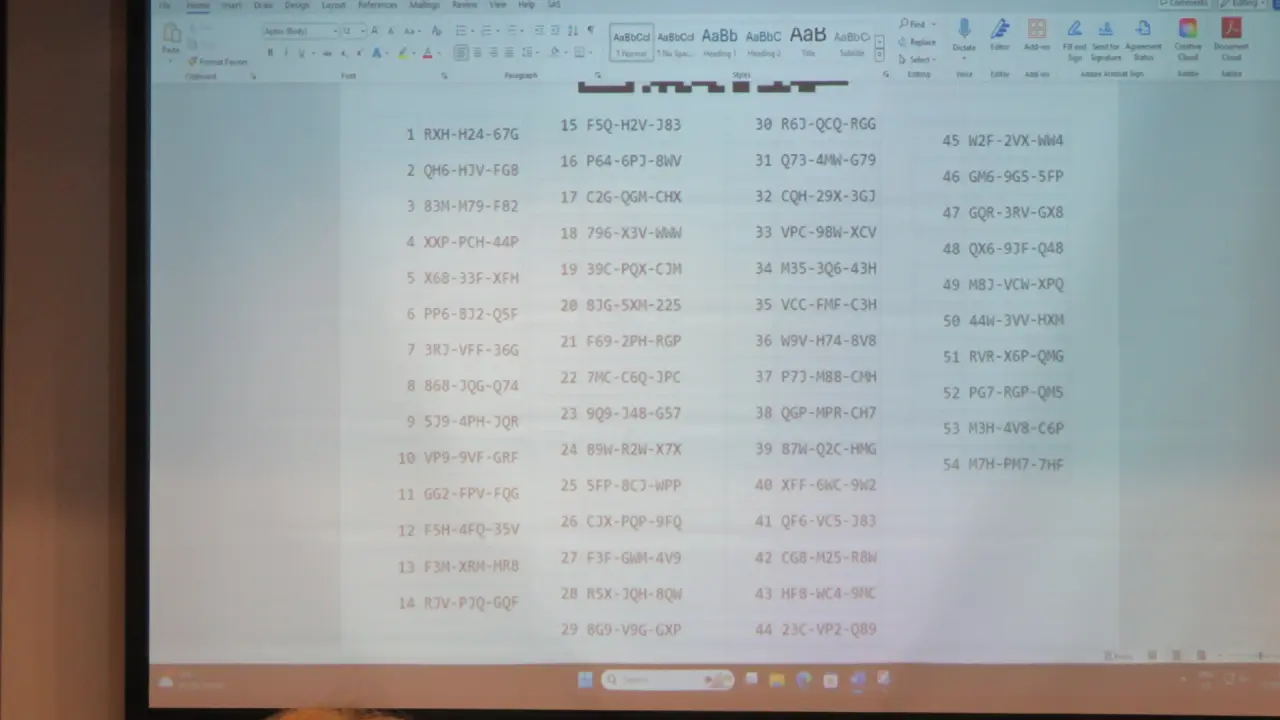 File Home Insert Draw Design Layout References Mailings Review View Help SAS
Comments Editing
Paste
Format Painter
Clipboard
Aptos (Body) 12
Font
Paragraph
AaBbCcI AaBbCcI AaBb AaBbC AaB AaBbCc
Normal No Spac... Heading 1 Heading 2 Title Subtitle
Styles
Find
Replace
Select
Editing
Dictate
Voice
Editor
Editor
Add-ins
Add-ins
Fill and Sign
Send for Signature
Agreement Status
Adobe Acrobat Sign
Creative Cloud
Adobe
Document Cloud
Adobe
1 RXH-H24-67G
2 QH6-HJV-FG8
3 83M-M79-F82
4 XXP-PCH-44P
5 X68-33F-XFH
6 PP6-BJ2-Q5F
7 3RJ-VFF-36G
8 868-JQG-Q74
9 5J9-4PH-JQR
10 VP9-9VF-GRF
11 GG2-FPV-FQG
12 F5H-4FQ-35V
13 F3M-XRM-MR8
14 RJV-PJQ-GQF
15 F5Q-H2V-J83
16 P64-6PJ-8WV
17 C2G-QGM-CHX
18 796-X3V-WWW
19 39C-PQX-CJM
20 8JG-5XM-225
21 F69-2PH-RGP
22 7MC-C6Q-JPC
23 9Q9-J48-G57
24 89W-R2W-X7X
25 5FP-8CJ-WPP
26 CJX-PQP-9FQ
27 F3F-GWM-4V9
28 R5X-JQH-8QW
29 8G9-V9G-GXP
30 R6J-QCQ-RGG
31 Q73-4MW-G79
32 CQH-29X-3GJ
33 VPC-98W-XCV
34 M35-3Q6-43H
35 VCC-FMF-C3H
36 W9V-H74-8V8
37 P7J-M88-CMH
38 QGP-MPR-CH7
39 87W-Q2C-HMG
40 XFF-6WC-9W2
41 QF6-VC5-J83
42 CG8-M25-R8W
43 HF8-WC4-9MC
44 23C-VP2-Q89
45 W2F-2VX-WW4
46 GM6-9G5-5FP
47 GQR-3RV-GX8
48 QX6-9JF-Q48
49 M8J-VCW-XPQ
50 44W-3VV-HXM
51 RVR-X6P-QMG
52 PG7-RGP-QM5
53 M3H-4V8-C6P
54 M7H-PM7-7HF
Search